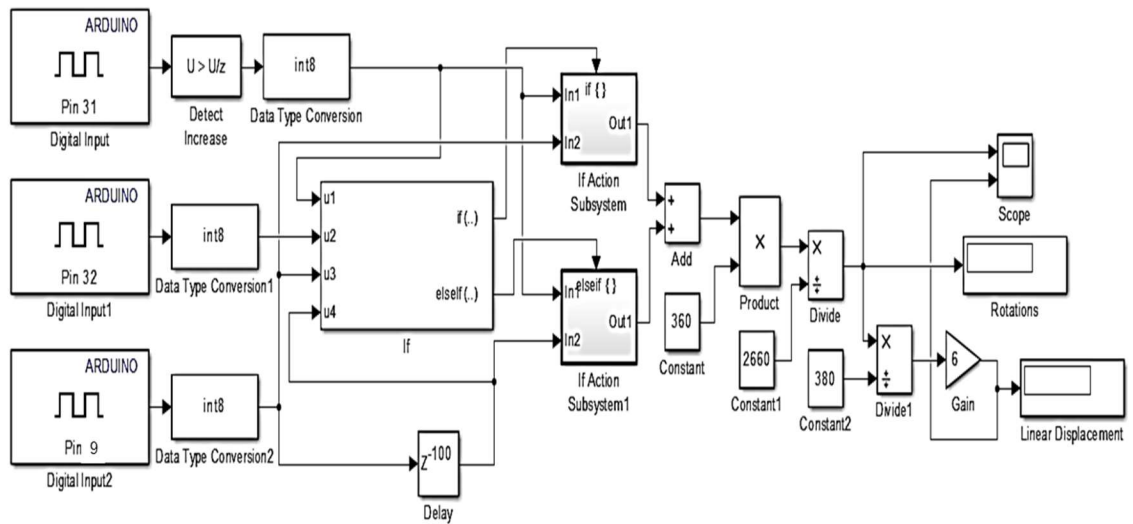 ARDUINO
Pin 31
Digital Input
U > U/z
Detect
Increase
int8
Data Type Conversion
ARDUINO
Pin 32
Digital Input1
int8
Data Type Conversion1
ARDUINO
Pin 9
Digital Input2
int8
Data Type Conversion2
u1
u2
u3
u4
if(..)
elseif(..)
If
Z-100
Delay
if { }
In1
In2
Out1
If Action
Subsystem
elseif { }
In1
In2
Out1
If Action
Subsystem1
+
+
Add
360
Constant
X
Product
2660
Constant1
X
÷
Divide
380
Constant2
X
÷
Divide1
6
Gain
Scope
Rotations
Linear Displacement